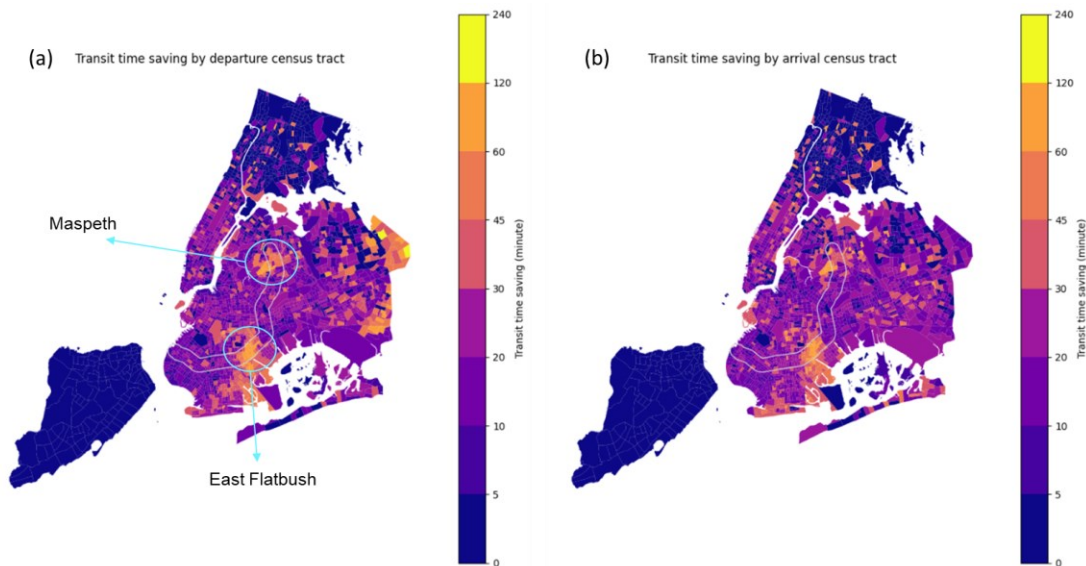 (a)
Transit time saving by departure census tract
Maspeth
East Flatbush
240
120
60
45
30
20
10
5
0
Transit time saving (minute)
(b)
Transit time saving by arrival census tract
240
120
60
45
30
20
10
5
0
Transit time saving (minute)